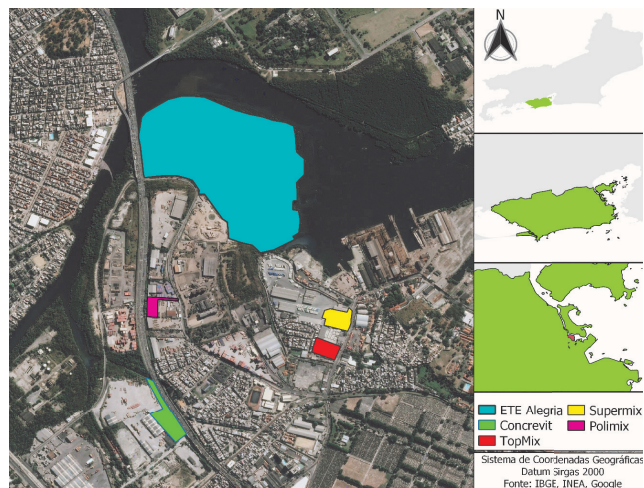 N
ETE Alegria
Supermix
Concrevit
Polimix
TopMix
Sistema de Coordenadas Geográficas
Datum Sirgas 2000
Fonte: IBGE, INEA, Google